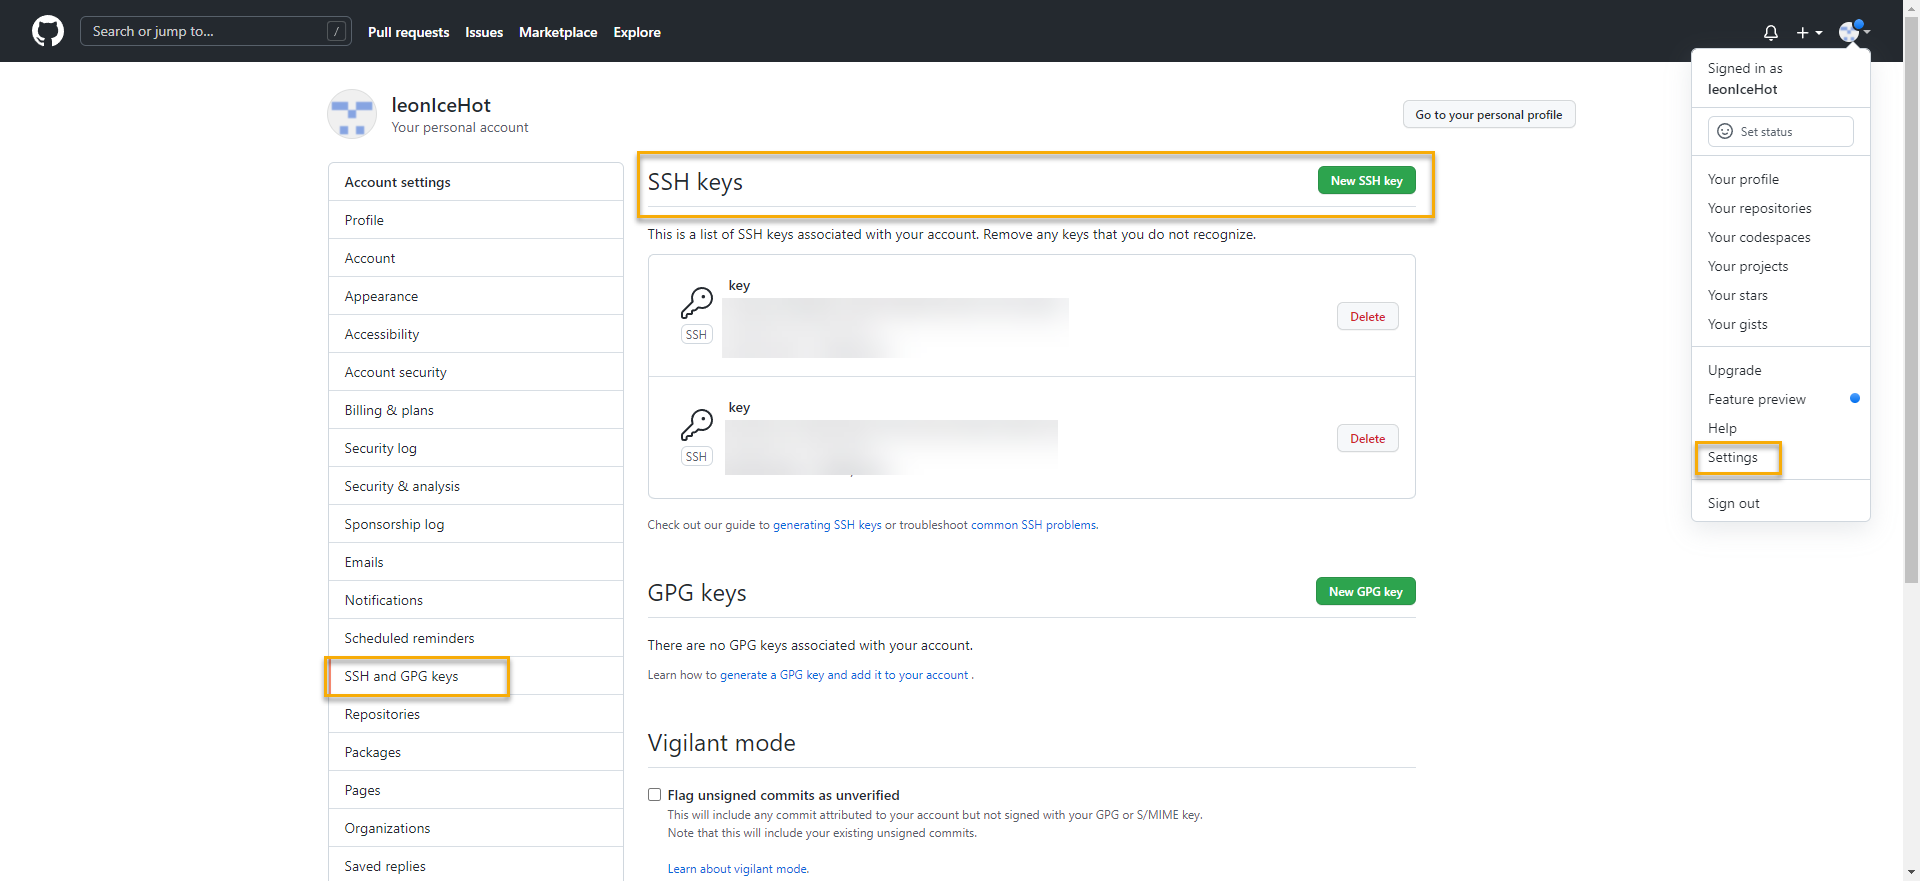 Search or jump to... /
Pull requests Issues Marketplace Explore
Signed in as
leonIceHot
Set status
Your profile
Your repositories
Your codespaces
Your projects
Your stars
Your gists
Upgrade
Feature preview
Help
Settings
Sign out
leonIceHot
Your personal account
Go to your personal profile
Account settings
Profile
Account
Appearance
Accessibility
Account security
Billing & plans
Security log
Security & analysis
Sponsorship log
Emails
Notifications
Scheduled reminders
SSH and GPG keys
Repositories
Packages
Pages
Organizations
Saved replies
SSH keys
New SSH key
This is a list of SSH keys associated with your account. Remove any keys that you do not recognize.
key
SSH
Delete
key
SSH
Delete
Check out our guide to generating SSH keys or troubleshoot common SSH problems.
GPG keys
New GPG key
There are no GPG keys associated with your account.
Learn how to generate a GPG key and add it to your account .
Vigilant mode
Flag unsigned commits as unverified
This will include any commit attributed to your account but not signed with your GPG or S/MIME key.
Note that this will include your existing unsigned commits.
Learn about vigilant mode.